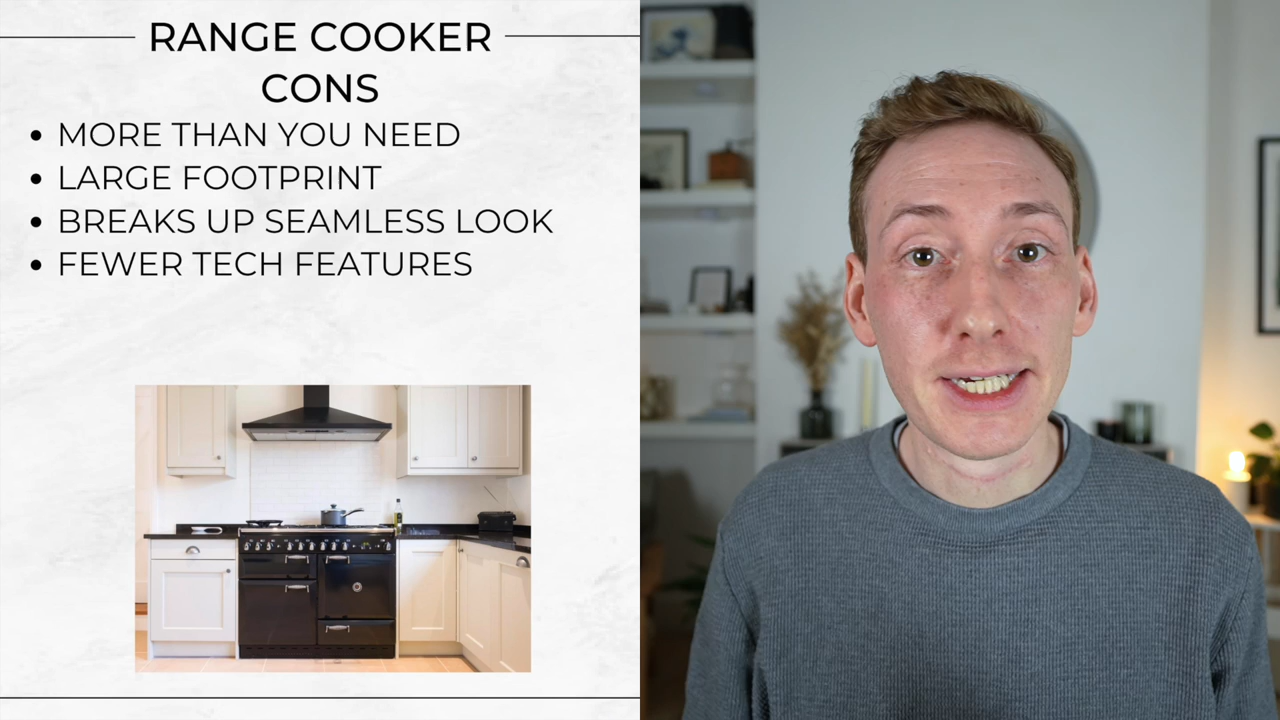 RANGE COOKER
CONS
• MORE THAN YOU NEED
• LARGE FOOTPRINT
• BREAKS UP SEAMLESS LOOK
• FEWER TECH FEATURES